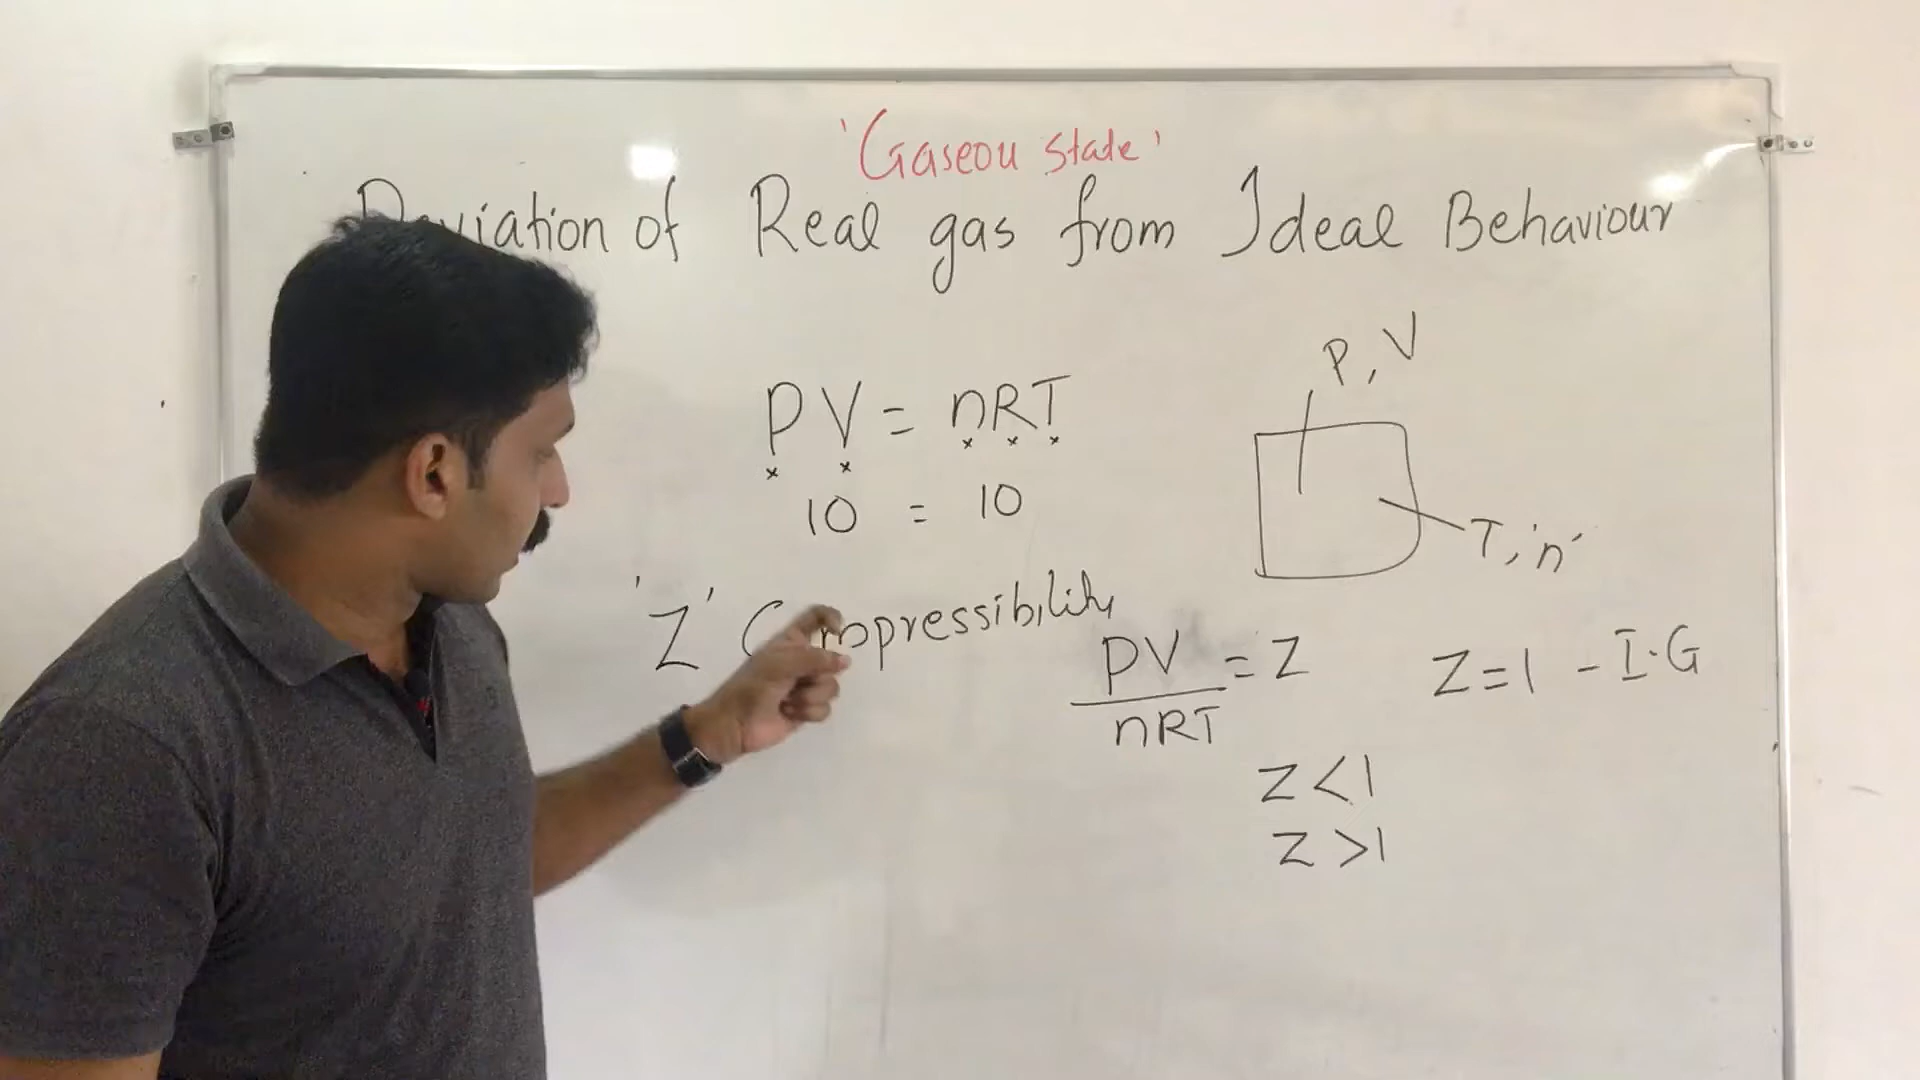 'Gaseou state'
Deviation of Real gas from Ideal Behaviour
P, V
PV = nRT
10 = 10
T, 'n'
'Z' Compressibility
PV/nRT = Z
Z=1 - I.G
Z<1
Z>1